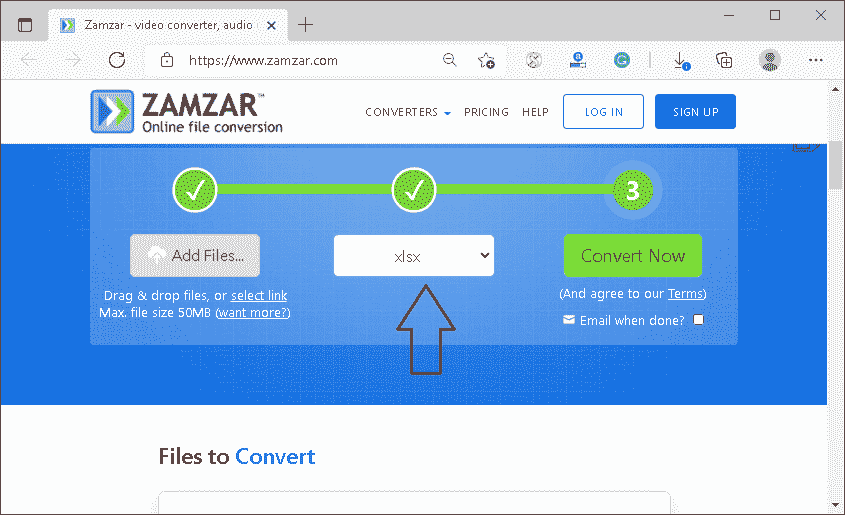 Zamzar - video converter, audio
https://www.zamzar.com
ZAMZAR™
Online file conversion
CONVERTERS PRICING HELP LOG IN SIGN UP
3
Add Files... xlsx Convert Now
Drag & drop files, or select link
Max. file size 50MB (want more?)
(And agree to our Terms)
Email when done?
Files to Convert